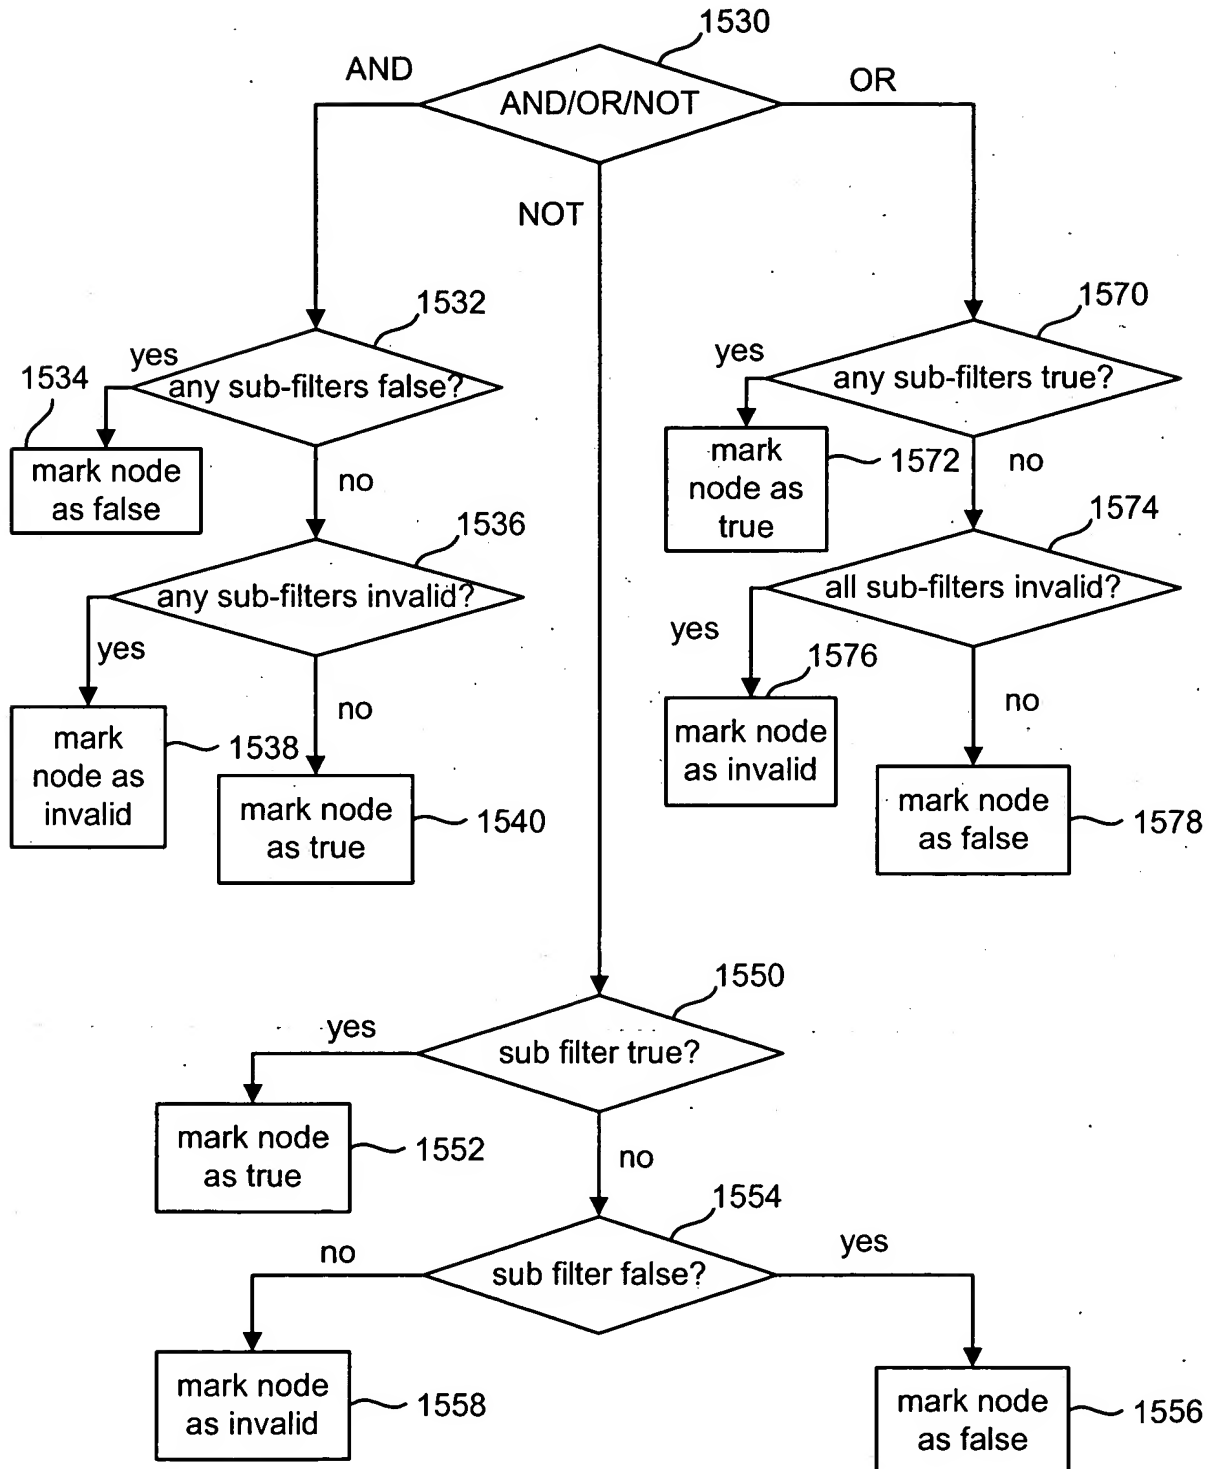 1530
AND
AND/OR/NOT
OR
NOT
1532
yes
1534
any sub-filters false?
mark node
as false
no
1536
any sub-filters invalid?
yes
mark
node as
invalid
1538
no
mark node
as true
1540
1570
yes
any sub-filters true?
mark
node as
true
1572
no
1574
all sub-filters invalid?
yes
1576
mark node
as invalid
no
mark node
as false
1578
1550
yes
sub filter true?
mark node
as true
1552
no
1554
no
sub filter false?
yes
mark node
as invalid
1558
mark node
as false
1556